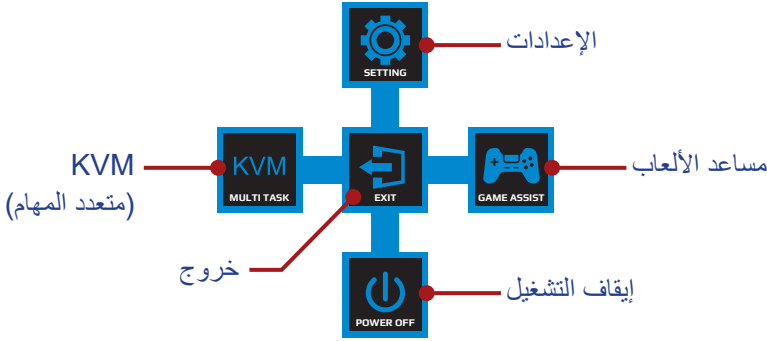 الإعدادات
SETTING
KVM
(متعدد المهام)
KVM
MULTI TASK
EXIT
GAME ASSIST
مساعد الألعاب
خروج
POWER OFF
إيقاف التشغيل